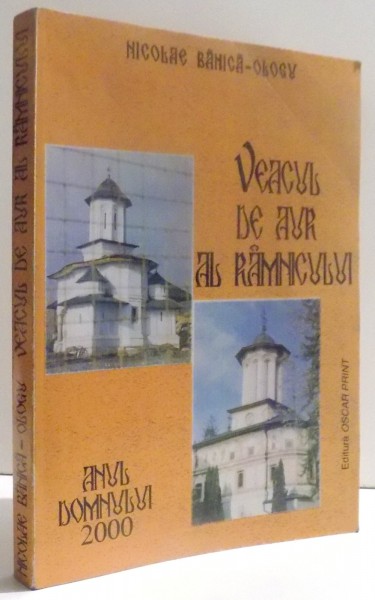 NICOLAE BĂNICĂ-OLOGU
VEACUL
DE AUR
AL RÂMNICULUI
Editura OSCAR PRINT
ANUL
DOMNULUI
2000
NICOLAE BĂNICĂ - OLOGU VEACUL DE AUR AL RÂMNICULUI